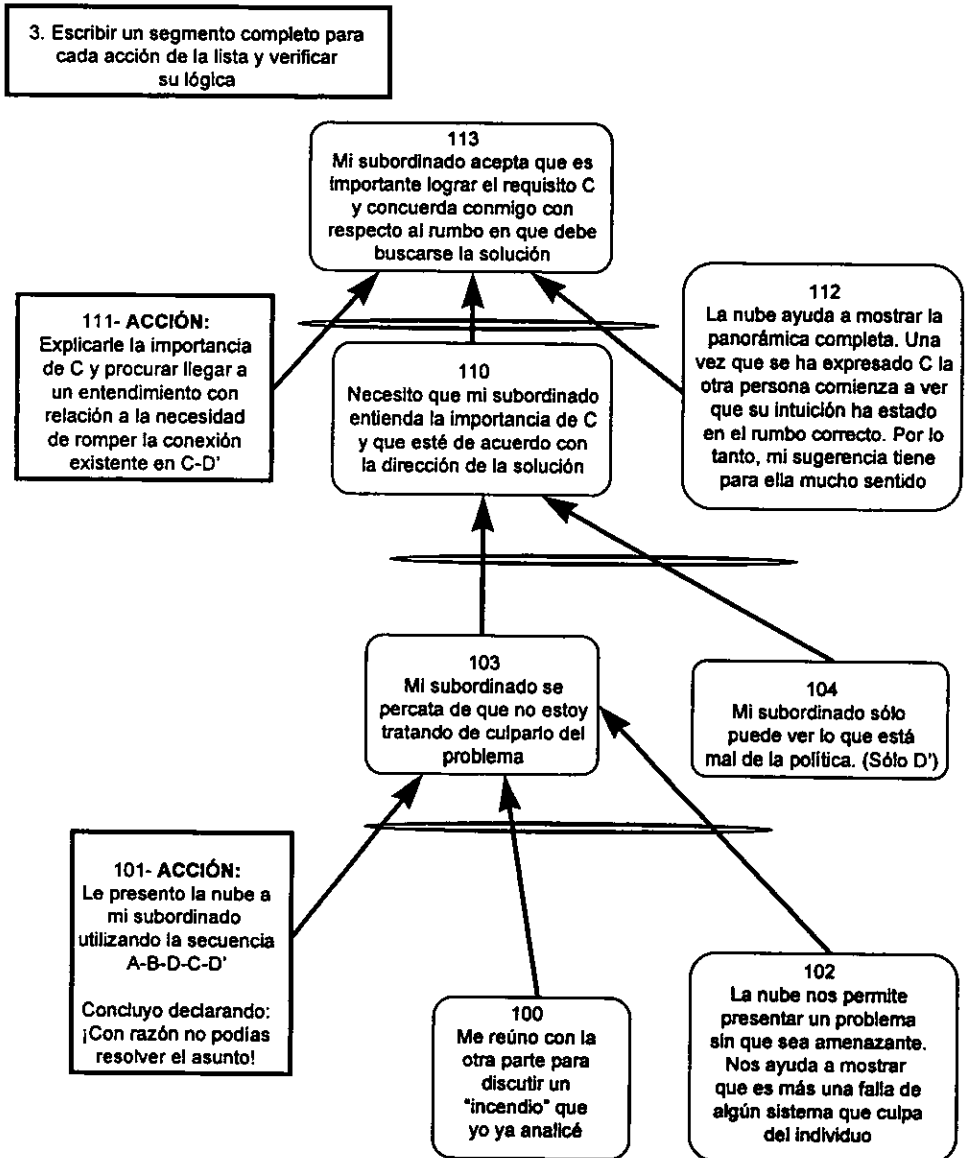 3. Escribir un segmento completo para
cada acción de la lista y verificar
su lógica
113
Mi subordinado acepta que es
importante lograr el requisito C
y concuerda conmigo con
respecto al rumbo en que debe
buscarse la solución
111- ACCIÓN:
Explicarle la importancia
de C y procurar llegar a
un entendimiento con
relación a la necesidad
de romper la conexión
existente en C-D'
110
Necesito que mi subordinado
entienda la importancia de C
y que esté de acuerdo con
la dirección de la solución
112
La nube ayuda a mostrar la
panorámica completa. Una
vez que se ha expresado C la
otra persona comienza a ver
que su intuición ha estado
en el rumbo correcto. Por lo
tanto, mi sugerencia tiene
para ella mucho sentido
103
Mi subordinado se
percata de que no estoy
tratando de culparlo del
problema
104
Mi subordinado sólo
puede ver lo que está
mal de la política. (Sólo D')
101- ACCIÓN:
Le presento la nube a
mi subordinado
utilizando la secuencia
A-B-D-C-D'
Concluyo declarando:
¡Con razón no podías
resolver el asunto!
100
Me reúno con la
otra parte para
discutir un
"incendio" que
yo ya analicé
102
La nube nos permite
presentar un problema
sin que sea amenazante.
Nos ayuda a mostrar
que es más una falla de
algún sistema que culpa
del individuo